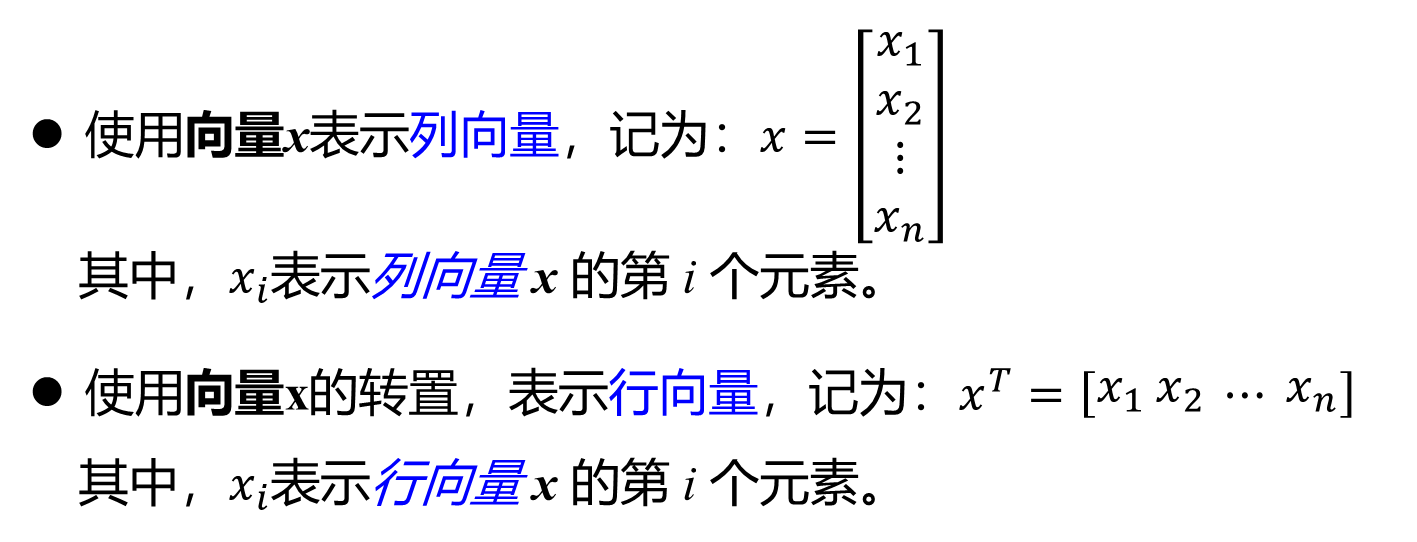 ● 使用向量x表示列向量，记为：x = [x₁ x₂ ⋮ xₙ]
其中，xᵢ表示列向量 x 的第 i 个元素。
● 使用向量x的转置，表示行向量，记为：xᵀ = [x₁ x₂ ⋯ xₙ]
其中，xᵢ表示行向量 x 的第 i 个元素。